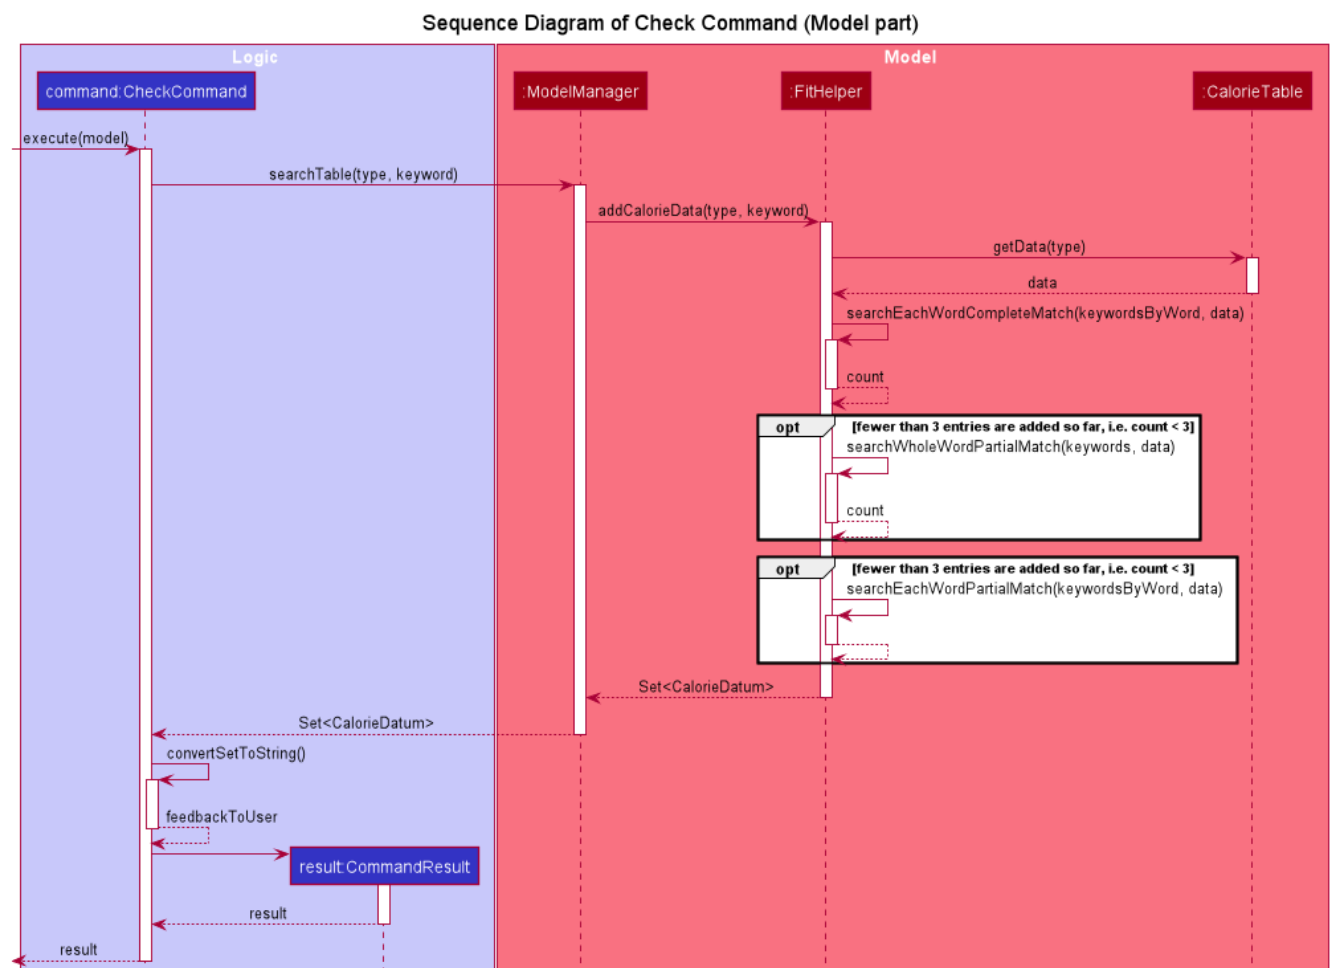 Sequence Diagram of Check Command (Model part)
Logic
Model
command:CheckCommand
:ModelManager
:FitHelper
:CalorieTable
execute(model)
searchTable(type, keyword)
addCalorieData(type, keyword)
getData(type)
data
searchEachWordCompleteMatch(keywordsByWord, data)
count
opt
[fewer than 3 entries are added so far, i.e. count < 3]
searchWholeWordPartialMatch(keywords, data)
count
opt
[fewer than 3 entries are added so far, i.e. count < 3]
searchEachWordPartialMatch(keywordsByWord, data)
Set<CalorieDatum>
Set<CalorieDatum>
convertSetToString()
feedbackToUser
result:CommandResult
result
result